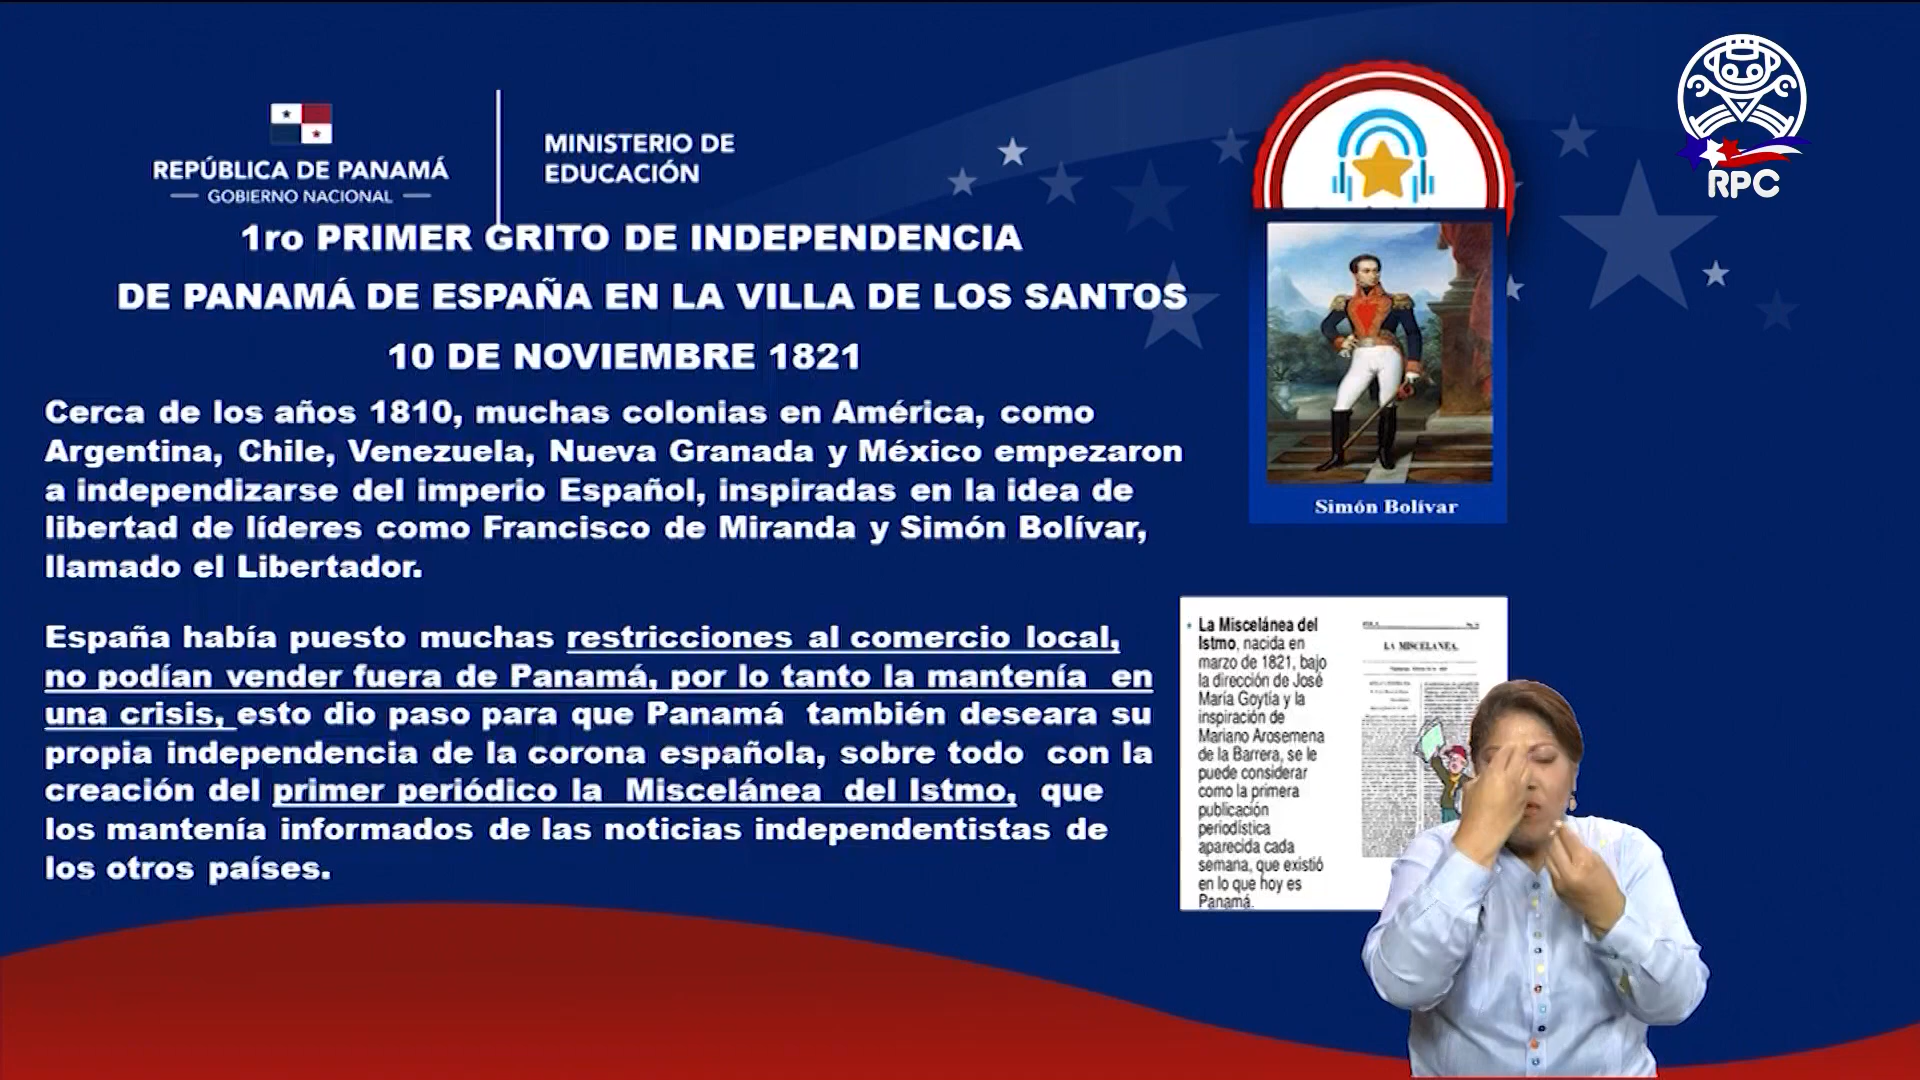 REPÚBLICA DE PANAMÁ
GOBIERNO NACIONAL
MINISTERIO DE
EDUCACIÓN
RPC
1ro PRIMER GRITO DE INDEPENDENCIA
DE PANAMÁ DE ESPAÑA EN LA VILLA DE LOS SANTOS
10 DE NOVIEMBRE 1821
Cerca de los años 1810, muchas colonias en América, como
Argentina, Chile, Venezuela, Nueva Granada y México empezaron
a independizarse del imperio Español, inspiradas en la idea de
libertad de líderes como Francisco de Miranda y Simón Bolívar,
llamado el Libertador.
España había puesto muchas restricciones al comercio local,
no podían vender fuera de Panamá, por lo tanto la mantenía en
una crisis, esto dio paso para que Panamá también deseara su
propia independencia de la corona española, sobre todo con la
creación del primer periódico la Miscelánea del Istmo, que
los mantenía informados de las noticias independentistas de
los otros países.
Simón Bolívar
• La Miscelánea del
Istmo, nacida en
marzo de 1821, bajo
la dirección de José
María Goytía y la
inspiración de
Mariano Arosemena
de la Barrera, se le
puede considerar
como la primera
publicación
periodística
aparecida cada
semana, que existió
en lo que hoy es
Panamá.
LA MISCELANEA.